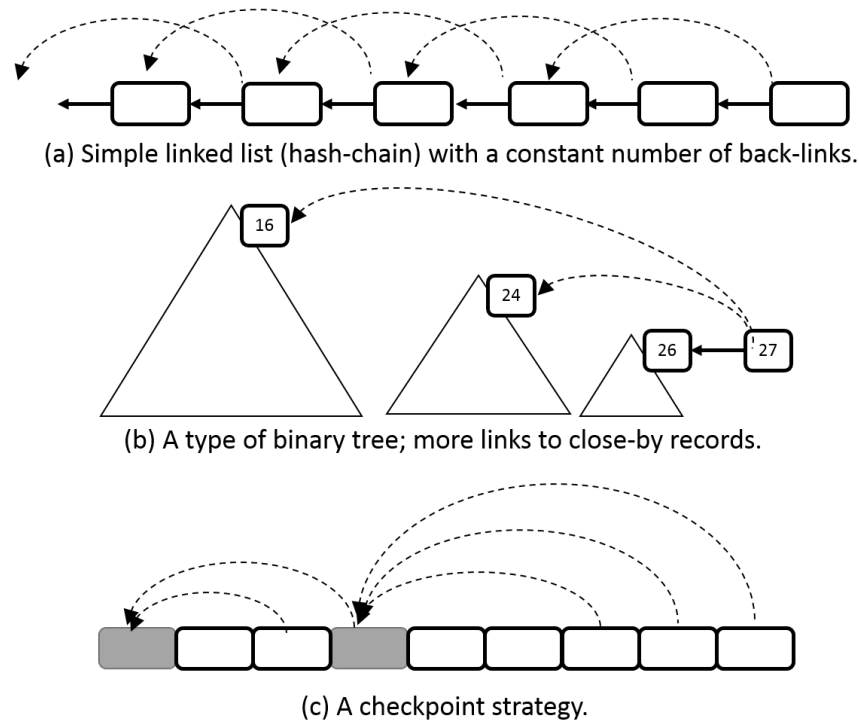 (a) Simple linked list (hash-chain) with a constant number of back-links.
16
24
26
27
(b) A type of binary tree; more links to close-by records.
(c) A checkpoint strategy.